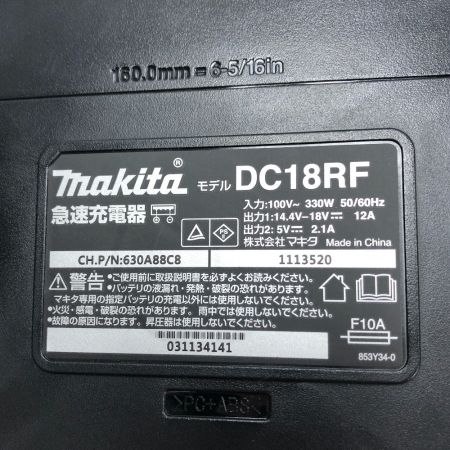 160.0mm = 6-5/16in
makita® モデル DC18RF
急速充電器
入力:100V~ 330W 50/60Hz
出力1:14.4V-18V⎓ 12A
出力2: 5V⎓ 2.1A
株式会社 マキタ Made in China
PS
CH.P/N:630A88C8 1113520
警告 ●ご使用前に取扱説明書を必ずよくお読みください。
●バッテリの液漏れ・発熱・破裂の恐れがあります。
マキタ専用の指定バッテリの充電以外には使用しないでください。
●火災・感電・破裂の恐れがあります。雨中では使用しないでください。
●故障の原因になります。昇圧器は使用しないでください。
F10A
853Y34-0
031134141
>PC+ABS<